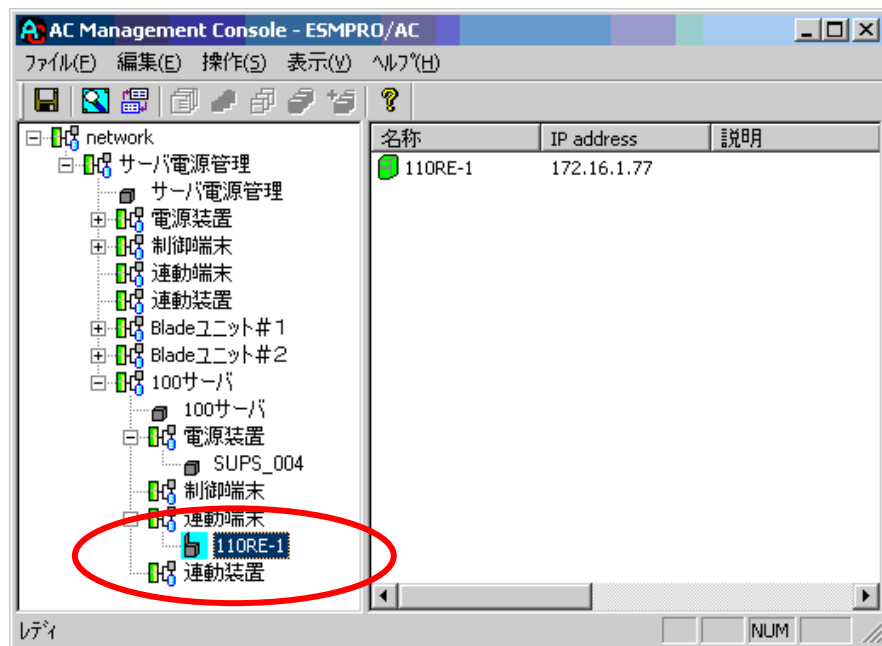 AC Management Console - ESMPRO/AC
ﾌｧｲﾙ(F) 編集(E) 操作(S) 表示(V) ﾍﾙﾌﾟ(H)
network
サーバ電源管理
サーバ電源管理
電源装置
制御端末
連動端末
連動装置
Bladeユニット＃１
Bladeユニット＃２
100サーバ
100サーバ
電源装置
SUPS_004
制御端末
連動端末
110RE-1
連動装置
名称 IP address 説明
110RE-1 172.16.1.77
ﾚﾃﾞｨ NUM